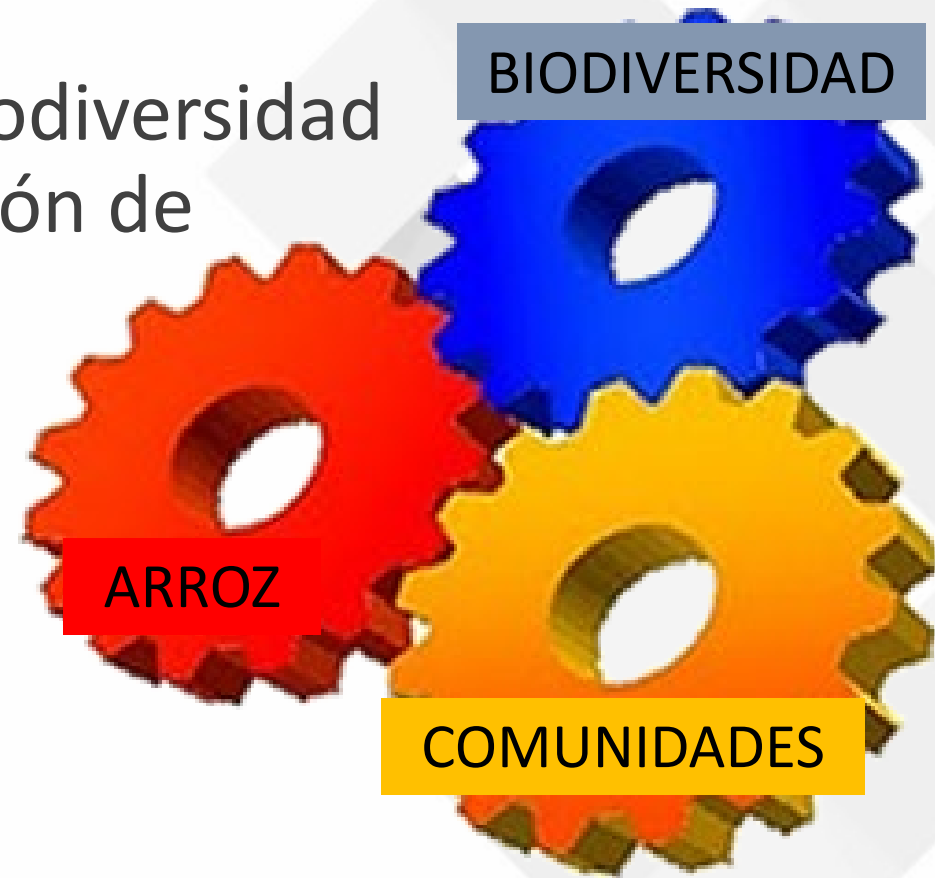 BIODIVERSIDAD
odiversidad
ón de
ARROZ
COMUNIDADES